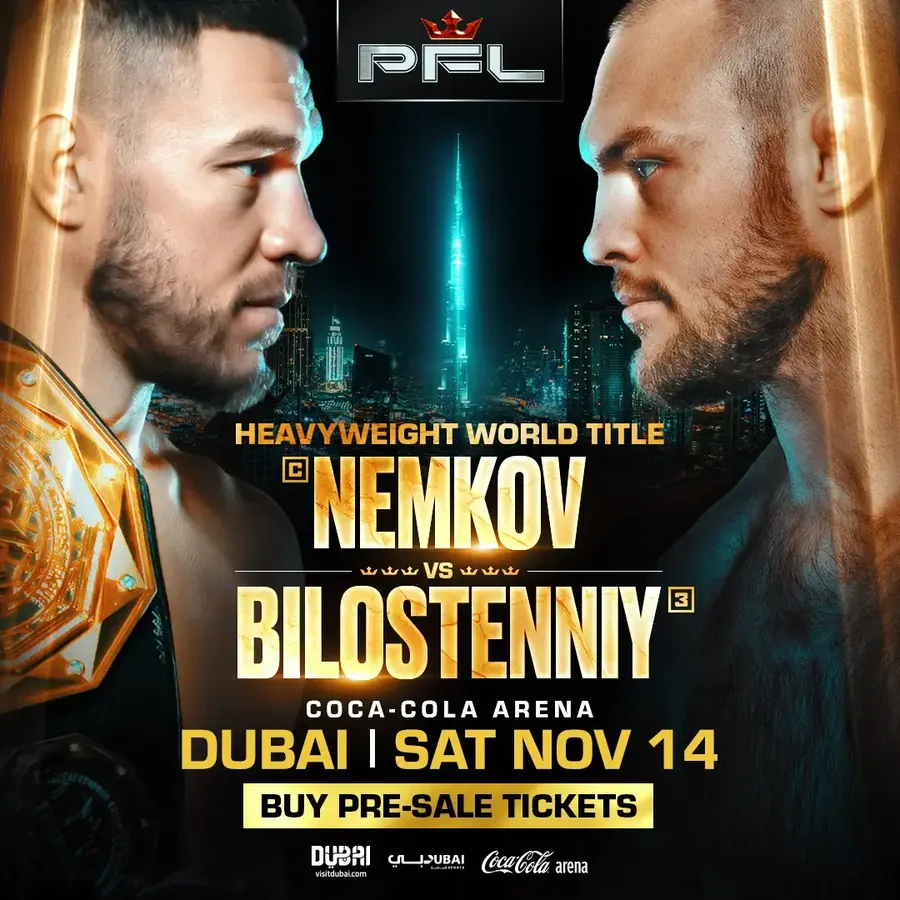 PFL
HEAVYWEIGHT WORLD TITLE
C NEMKOV
VS
BILOSTENNIY 3
COCA-COLA ARENA
DUBAI | SAT NOV 14
BUY PRE-SALE TICKETS
DUBAI
visitdubai.com
دبي DUBAI
Coca-Cola arena